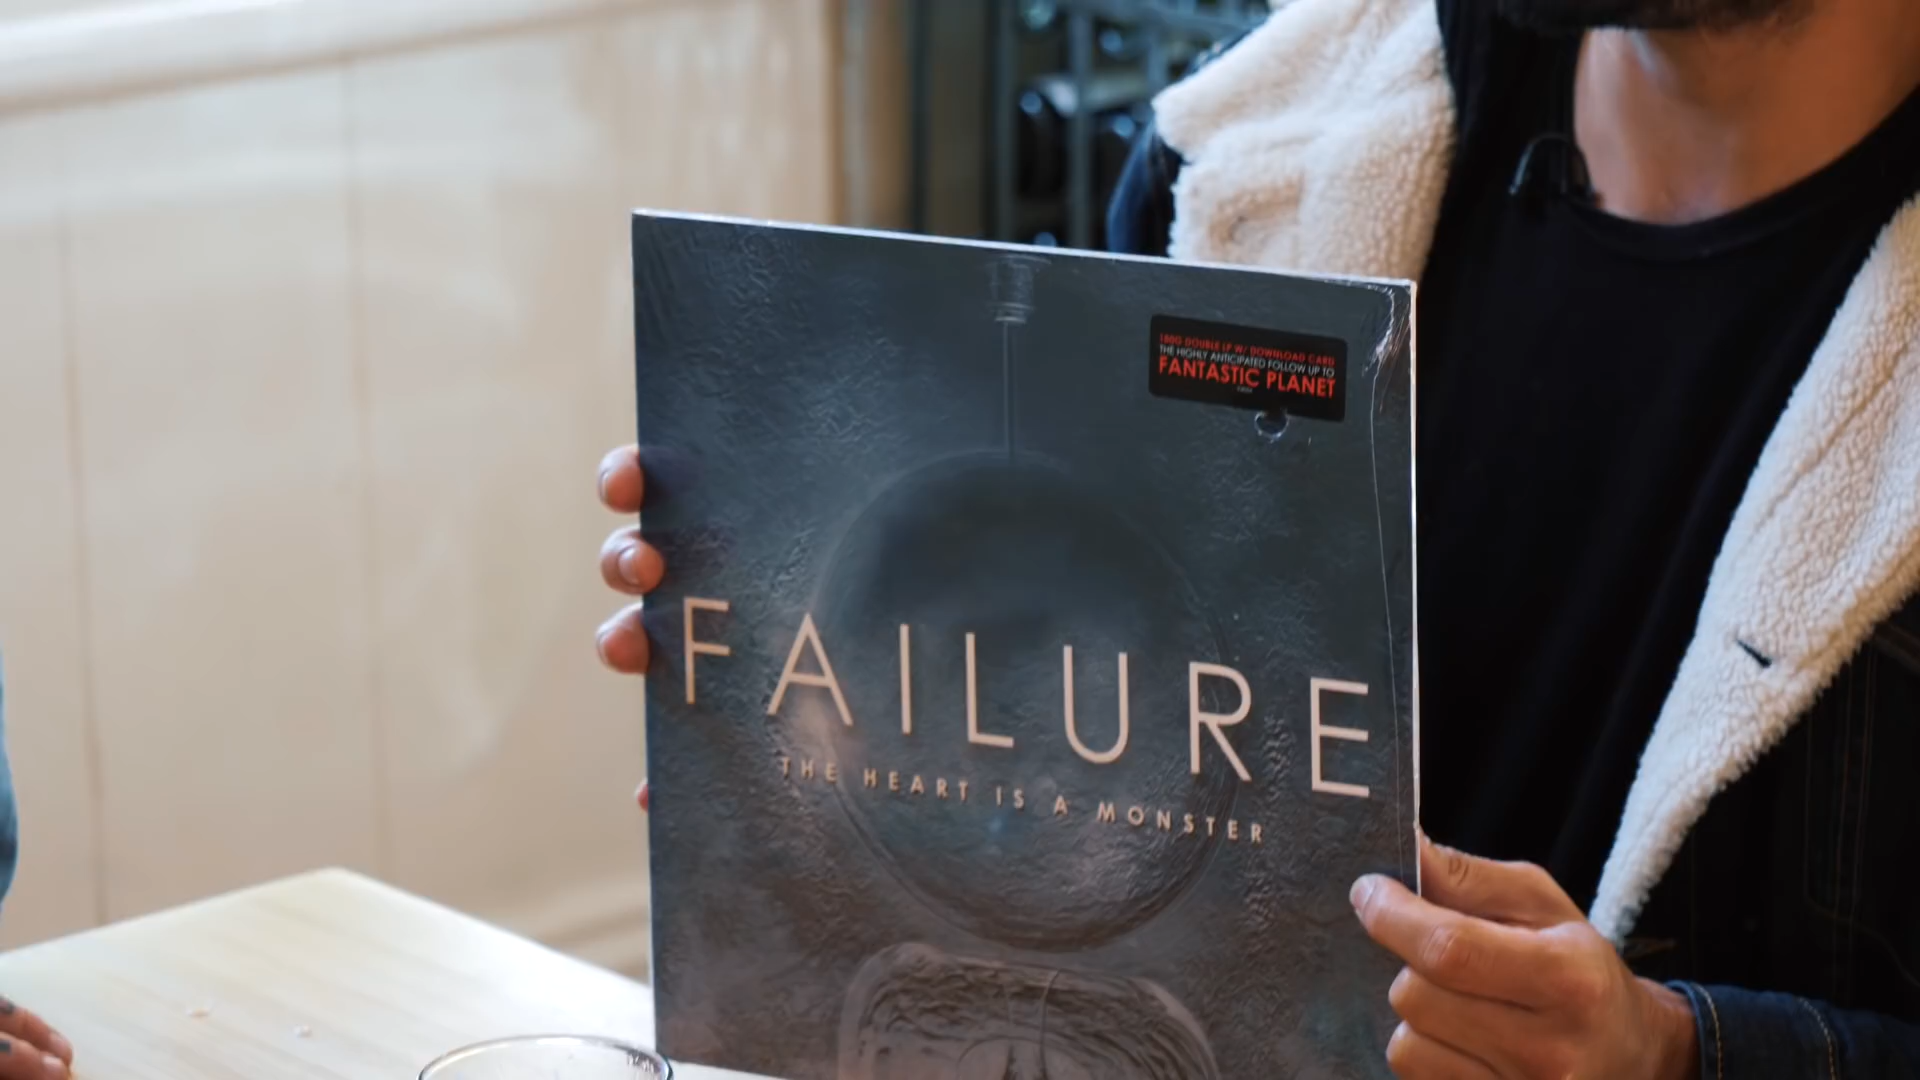 180G DOUBLE LP W/ DOWNLOAD CARD
THE HIGHLY ANTICIPATED FOLLOW UP TO
FANTASTIC PLANET
FAILURE
THE HEART IS A MONSTER